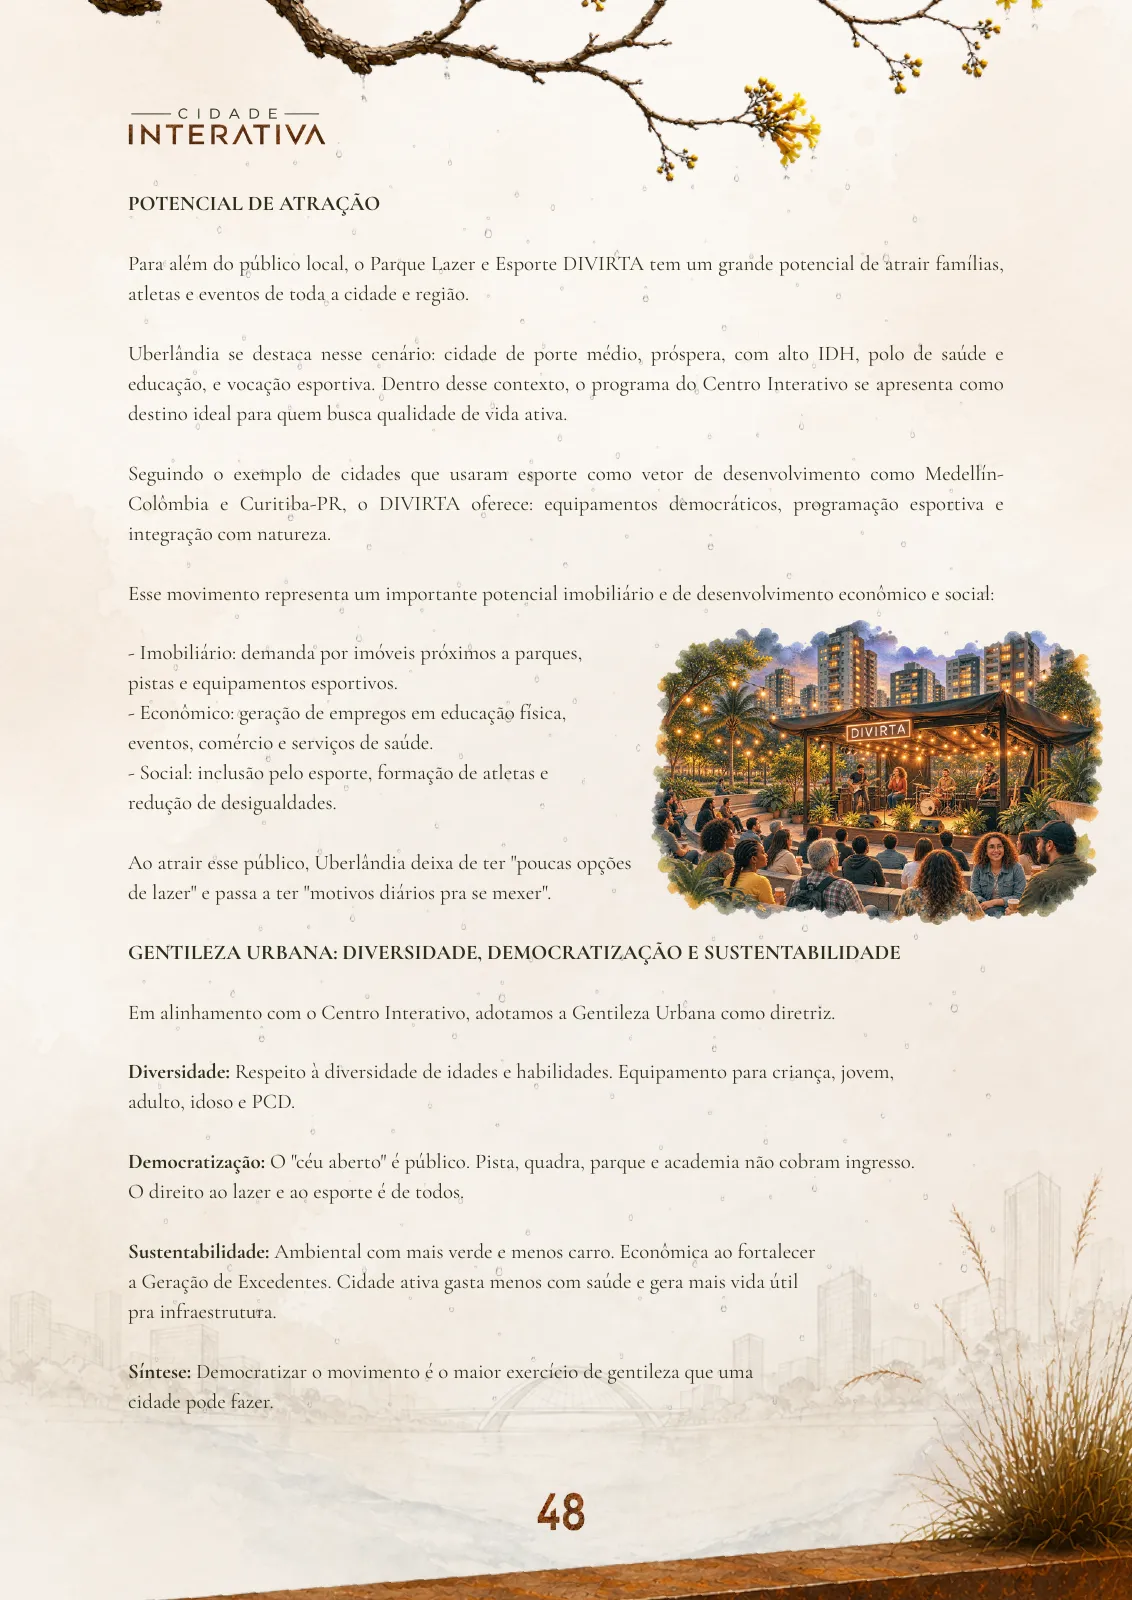 CIDADE
INTERATIVA
POTENCIAL DE ATRAÇÃO
Para além do público local, o Parque Lazer e Esporte DIVIRTA tem um grande potencial de atrair famílias,
atletas e eventos de toda a cidade e região.
Uberlândia se destaca nesse cenário: cidade de porte médio, próspera, com alto IDH, polo de saúde e
educação, e vocação esportiva. Dentro desse contexto, o programa do Centro Interativo se apresenta como
destino ideal para quem busca qualidade de vida ativa.
Seguindo o exemplo de cidades que usaram esporte como vetor de desenvolvimento como Medellín-
Colômbia e Curitiba-PR, o DIVIRTA oferece: equipamentos democráticos, programação esportiva e
integração com natureza.
Esse movimento representa um importante potencial imobiliário e de desenvolvimento econômico e social:
- Imobiliário: demanda por imóveis próximos a parques,
pistas e equipamentos esportivos.
- Econômico: geração de empregos em educação física,
eventos, comércio e serviços de saúde.
- Social: inclusão pelo esporte, formação de atletas e
redução de desigualdades.
DIVIRTA
Ao atrair esse público, Uberlândia deixa de ter "poucas opções
de lazer" e passa a ter "motivos diários pra se mexer".
GENTILEZA URBANA: DIVERSIDADE, DEMOCRATIZAÇÃO E SUSTENTABILIDADE
Em alinhamento com o Centro Interativo, adotamos a Gentileza Urbana como diretriz.
Diversidade: Respeito à diversidade de idades e habilidades. Equipamento para criança, jovem,
adulto, idoso e PCD.
Democratização: O "céu aberto" é público. Pista, quadra, parque e academia não cobram ingresso.
O direito ao lazer e ao esporte é de todos.
Sustentabilidade: Ambiental com mais verde e menos carro. Econômica ao fortalecer
a Geração de Excedentes. Cidade ativa gasta menos com saúde e gera mais vida útil
pra infraestrutura.
Síntese: Democratizar o movimento é o maior exercício de gentileza que uma
cidade pode fazer.
48